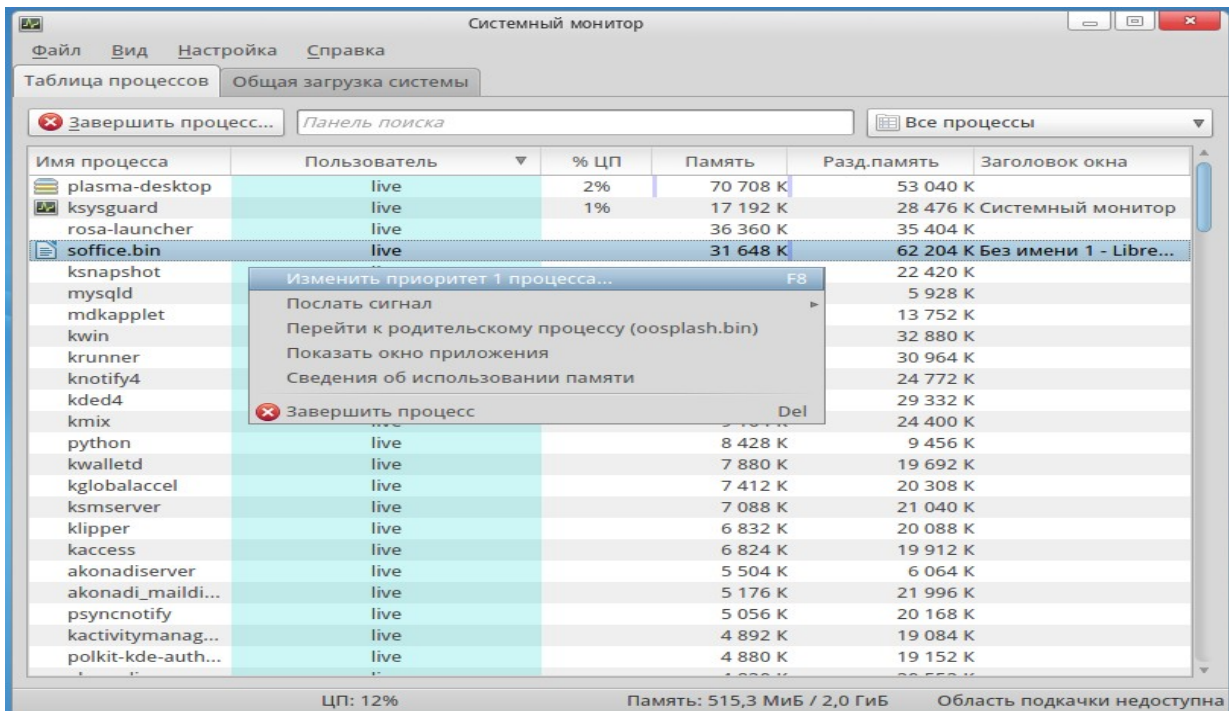 Системный монитор
Файл Вид Настройка Справка
Таблица процессов Общая загрузка системы
Завершить процесс... Панель поиска Все процессы
Имя процесса Пользователь % ЦП Память Разд.память Заголовок окна
plasma-desktop live 2% 70 708 K 53 040 K
ksysguard live 1% 17 192 K 28 476 K Системный монитор
rosa-launcher live 36 360 K 35 404 K
soffice.bin live 31 648 K 62 204 K Без имени 1 - Libre...
ksnapshot 22 420 K
Изменить приоритет 1 процесса... F8
mysqld 5 928 K
Послать сигнал
mdkapplet 13 752 K
Перейти к родительскому процессу (oosplash.bin)
kwin 32 880 K
Показать окно приложения
krunner 30 964 K
knotify4 24 772 K
Сведения об использовании памяти
kded4 29 332 K
Завершить процесс Del
kmix 24 400 K
python live 8 428 K 9 456 K
kwalletd live 7 880 K 19 692 K
kglobalaccel live 7 412 K 20 308 K
ksmserver live 7 088 K 21 040 K
klipper live 6 832 K 20 088 K
kaccess live 6 824 K 19 912 K
akonadiserver live 5 504 K 6 064 K
akonadi_maildi... live 5 176 K 21 996 K
psyncnotify live 5 056 K 20 168 K
kactivitymanag... live 4 892 K 19 084 K
polkit-kde-auth... live 4 880 K 19 152 K
ЦП: 12% Память: 515,3 МиБ / 2,0 ГиБ Область подкачки недоступна